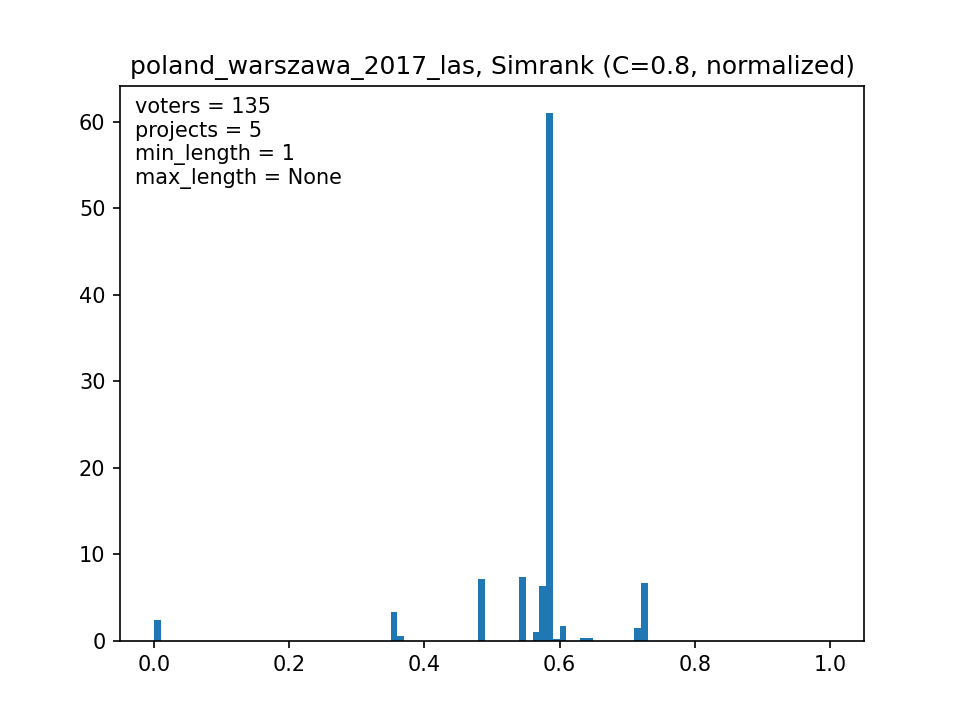 poland_warszawa_2017_las, Simrank (C=0.8, normalized)
voters = 135
projects = 5
min_length = 1
max_length = None
60
50
40
30
20
10
0
0.0 0.2 0.4 0.6 0.8 1.0